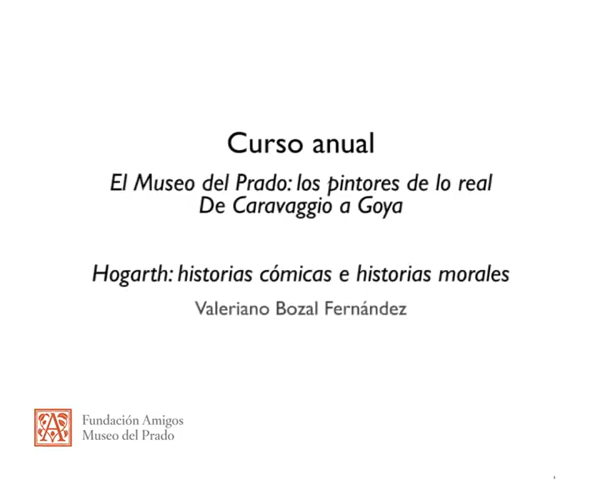 Curso anual
El Museo del Prado: los pintores de lo real
De Caravaggio a Goya
Hogarth: historias cómicas e historias morales
Valeriano Bozal Fernández
A
Fundación Amigos
Museo del Prado